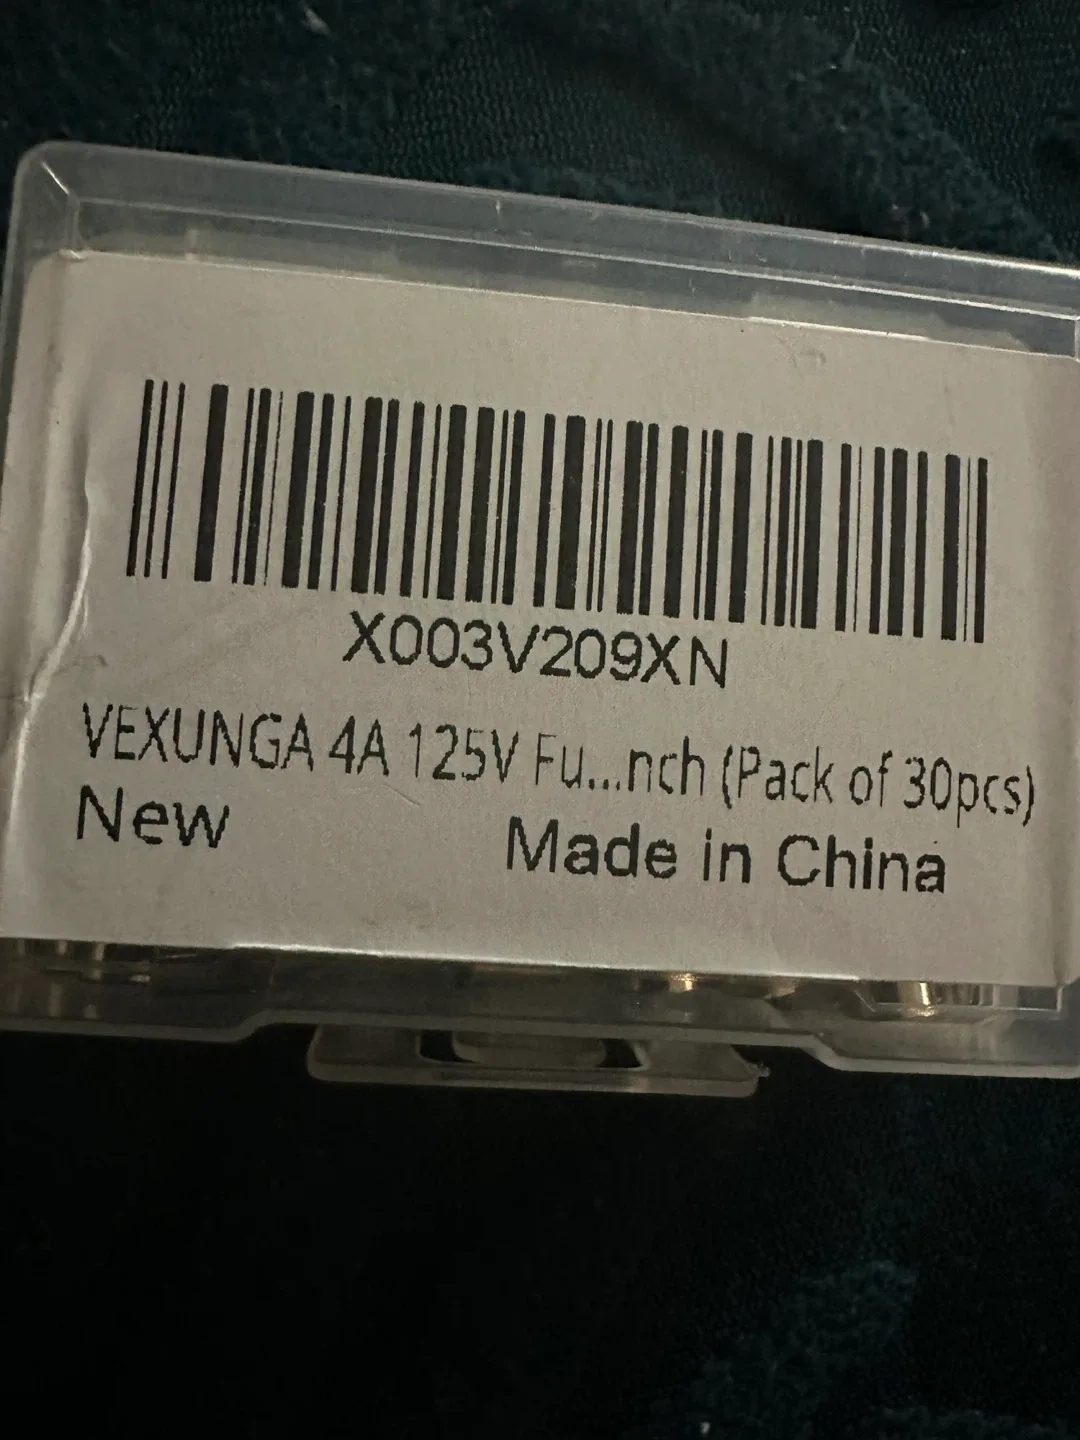 X003V209XN
VEXUNGA 4A 125V Fu...nch (Pack of 30pcs)
New
Made in China